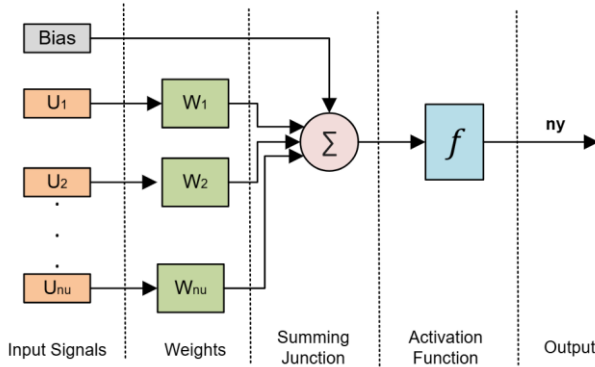 Bias
U1
W1
Σ
f
ny
U2
W2
Unu
Wnu
Input Signals
Weights
Summing
Junction
Activation
Function
Output